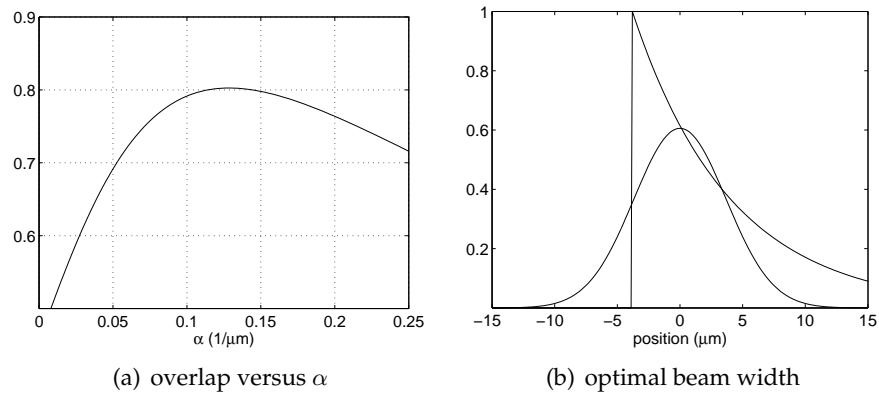 0.9
0.8
0.7
0.6
0 0.05 0.1 0.15 0.2 0.25
α (1/μm)
(a) overlap versus α
1
0.8
0.6
0.4
0.2
−15 −10 −5 0 5 10 15
position (μm)
(b) optimal beam width